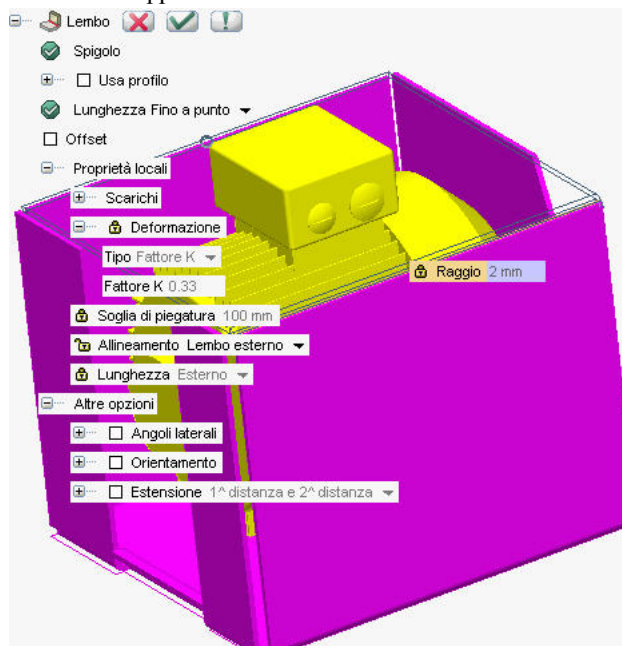 Lembo
Spigolo
Usa profilo
Lunghezza Fino a punto
Offset
Proprietà locali
Scarichi
Deformazione
Tipo Fattore K
Raggio 2 mm
Fattore K 0.33
Soglia di piegatura 100 mm
Allineamento Lembo esterno
Lunghezza Esterno
Altre opzioni
Angoli laterali
Orientamento
Estensione 1^ distanza e 2^ distanza